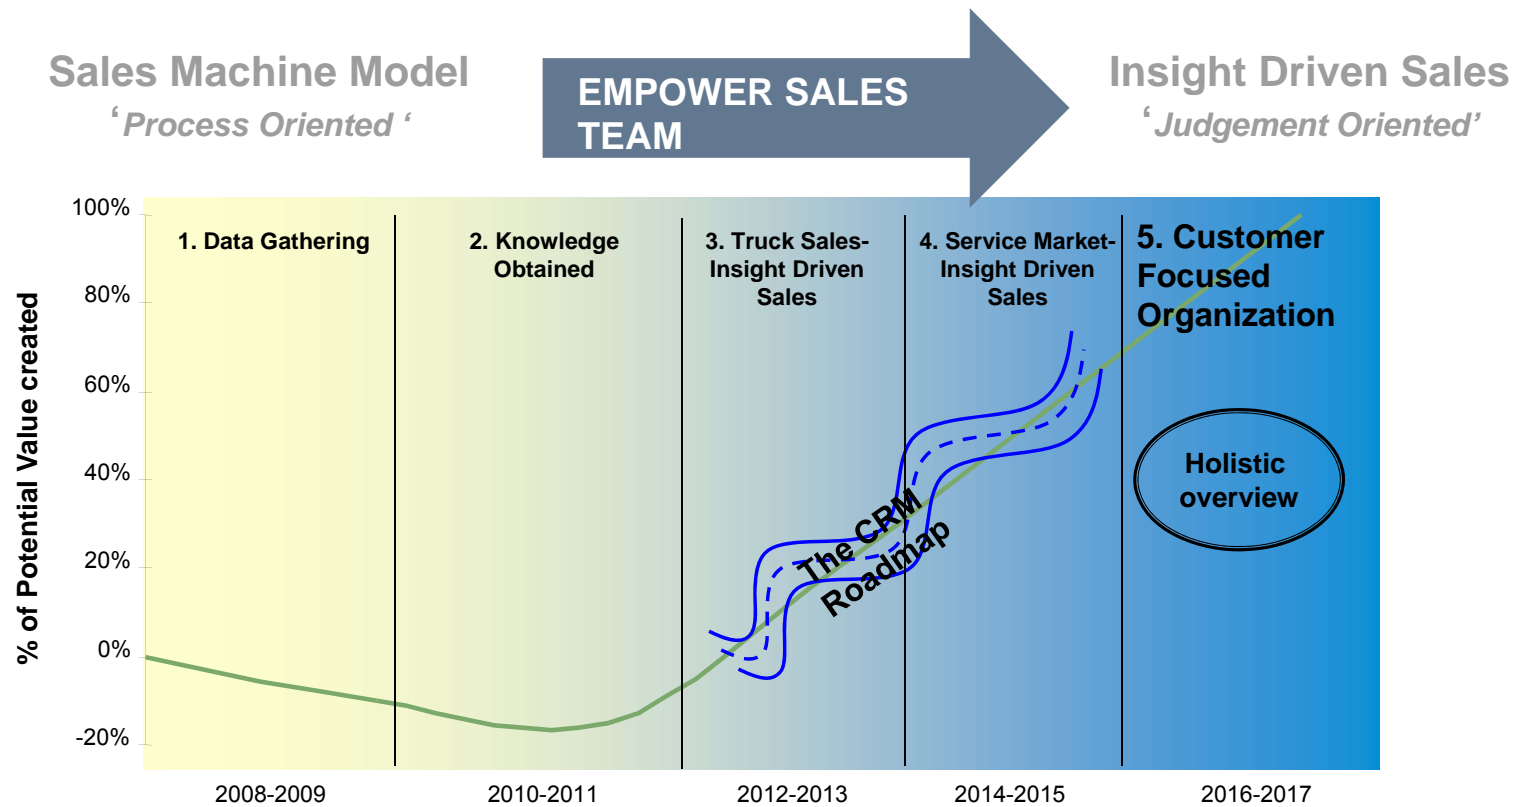 Sales Machine Model
‘Process Oriented ‘
EMPOWER SALES
TEAM
Insight Driven Sales
‘Judgement Oriented’
% of Potential Value created
100%
80%
60%
40%
20%
0%
-20%
1. Data Gathering
2. Knowledge
Obtained
3. Truck Sales-
Insight Driven
Sales
4. Service Market-
Insight Driven
Sales
5. Customer
Focused
Organization
The CRM
Roadmap
Holistic
overview
2008-2009
2010-2011
2012-2013
2014-2015
2016-2017